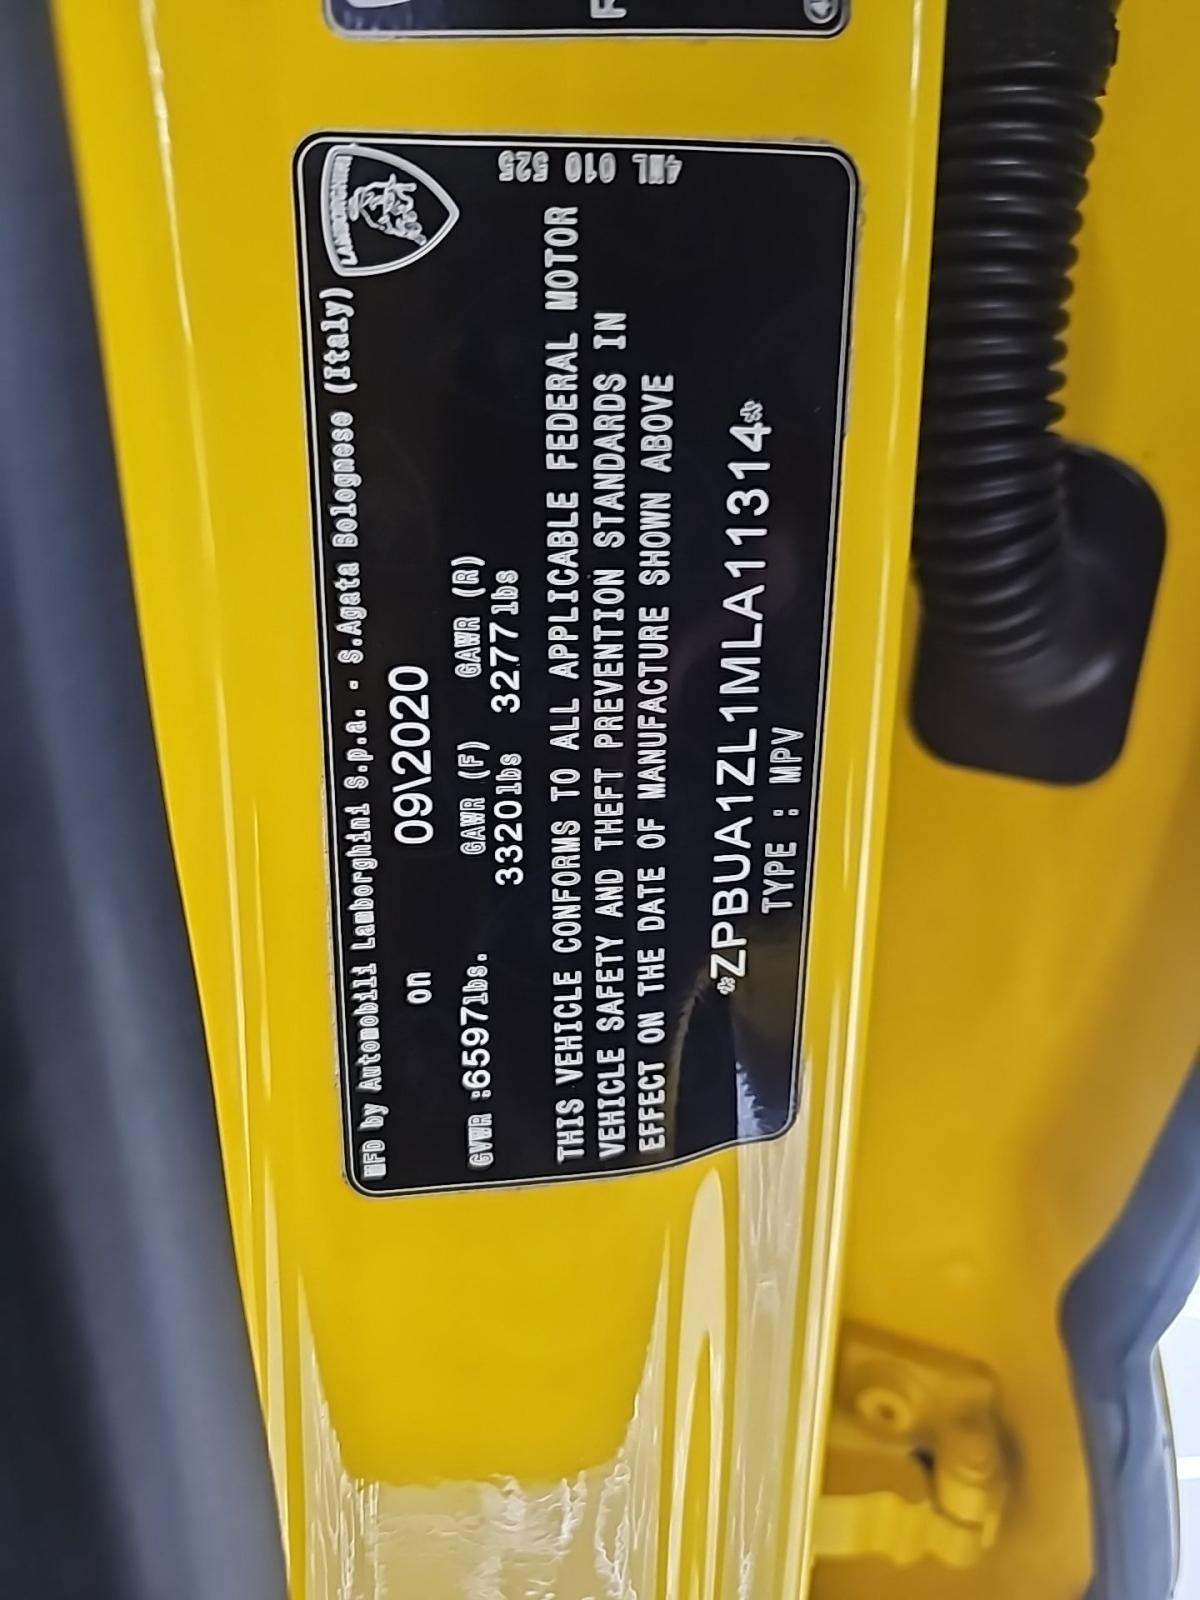 LAMBORGHINI
MFD by Automobili Lamborghini S.p.a. - S.Agata Bolognese (Italy)
on 09\2020
GVWR :6597lbs. GAWR (F) GAWR (R)
3320lbs 3277lbs
THIS VEHICLE CONFORMS TO ALL APPLICABLE FEDERAL MOTOR
VEHICLE SAFETY AND THEFT PREVENTION STANDARDS IN
EFFECT ON THE DATE OF MANUFACTURE SHOWN ABOVE
*ZPBUA1ZL1MLA11314*
TYPE : MPV
4ML 010 525